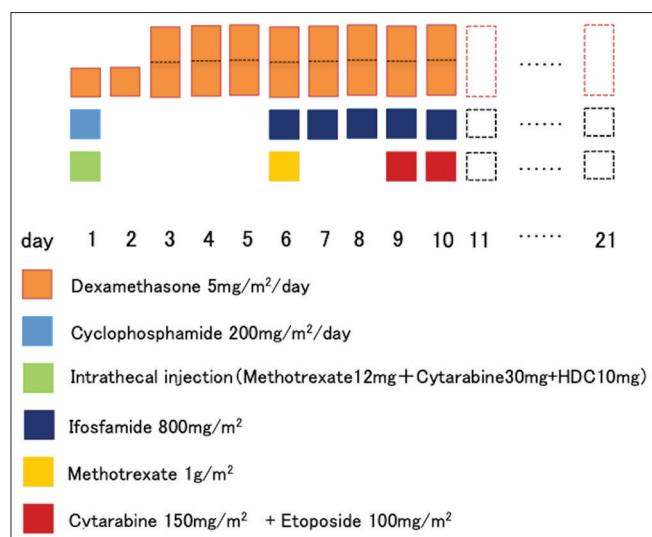 ......
......
......
day 1 2 3 4 5 6 7 8 9 10 11 ...... 21
Dexamethasone 5mg/m²/day
Cyclophosphamide 200mg/m²/day
Intrathecal injection(Methotrexate12mg＋Cytarabine30mg+HDC10mg)
Ifosfamide 800mg/m²
Methotrexate 1g/m²
Cytarabine 150mg/m² + Etoposide 100mg/m²